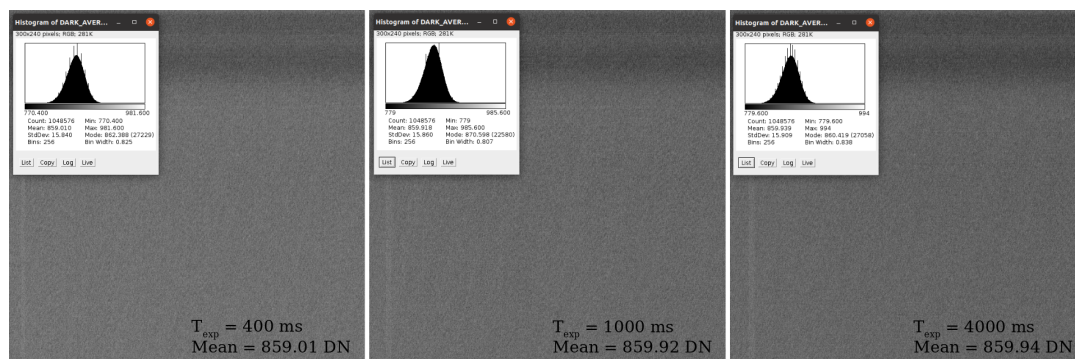 Histogram of DARK_AVER...
300x240 pixels; RGB; 281K
770.400 981.600
Count: 1048576 Min: 770.400
Mean: 859.010 Max: 981.600
StdDev: 15.840 Mode: 862.388 (27229)
Bins: 256 Bin Width: 0.825
List Copy Log Live
T_exp = 400 ms
Mean = 859.01 DN
Histogram of DARK_AVER...
300x240 pixels; RGB; 281K
779 985.600
Count: 1048576 Min: 779
Mean: 859.918 Max: 985.600
StdDev: 15.860 Mode: 870.598 (22580)
Bins: 256 Bin Width: 0.807
List Copy Log Live
T_exp = 1000 ms
Mean = 859.92 DN
Histogram of DARK_AVER...
300x240 pixels; RGB; 281K
779.600 994
Count: 1048576 Min: 779.600
Mean: 859.939 Max: 994
StdDev: 15.909 Mode: 860.419 (27058)
Bins: 256 Bin Width: 0.838
List Copy Log Live
T_exp = 4000 ms
Mean = 859.94 DN